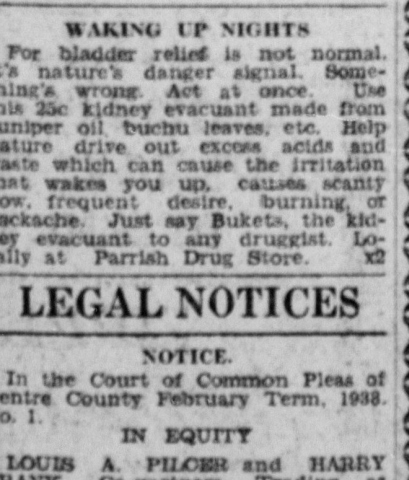 WAKING UP NIGHTS
For bladder relief is not normal.
's nature's danger signal. Some-
hing's wrong. Act at once. Use
his 25c kidney evacuant made from
uniper oil, buchu leaves, etc. Help
ature drive out excess acids and
aste which can cause the irritation
hat wakes you up, causes scanty
ow, frequent desire, burning, or
ackache. Just say Bukets, the kid-
ey evacuant to any druggist. Lo-
ally at Parrish Drug Store. x2
LEGAL NOTICES
NOTICE.
In the Court of Common Pleas of
entre County February Term, 1938.
o. 1.
IN EQUITY
LOUIS A. PILCER and HARRY